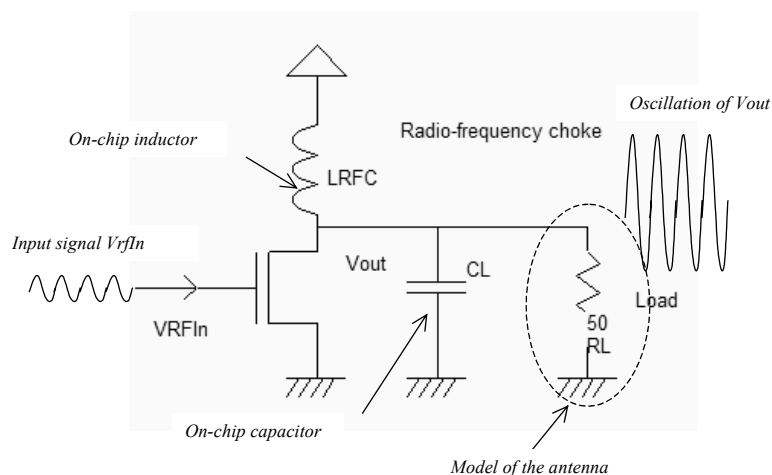 Oscillation of Vout
Radio-frequency choke
On-chip inductor
LRFC
Input signal VrfIn
Vout
CL
Load
VRFIn
50
RL
On-chip capacitor
Model of the antenna